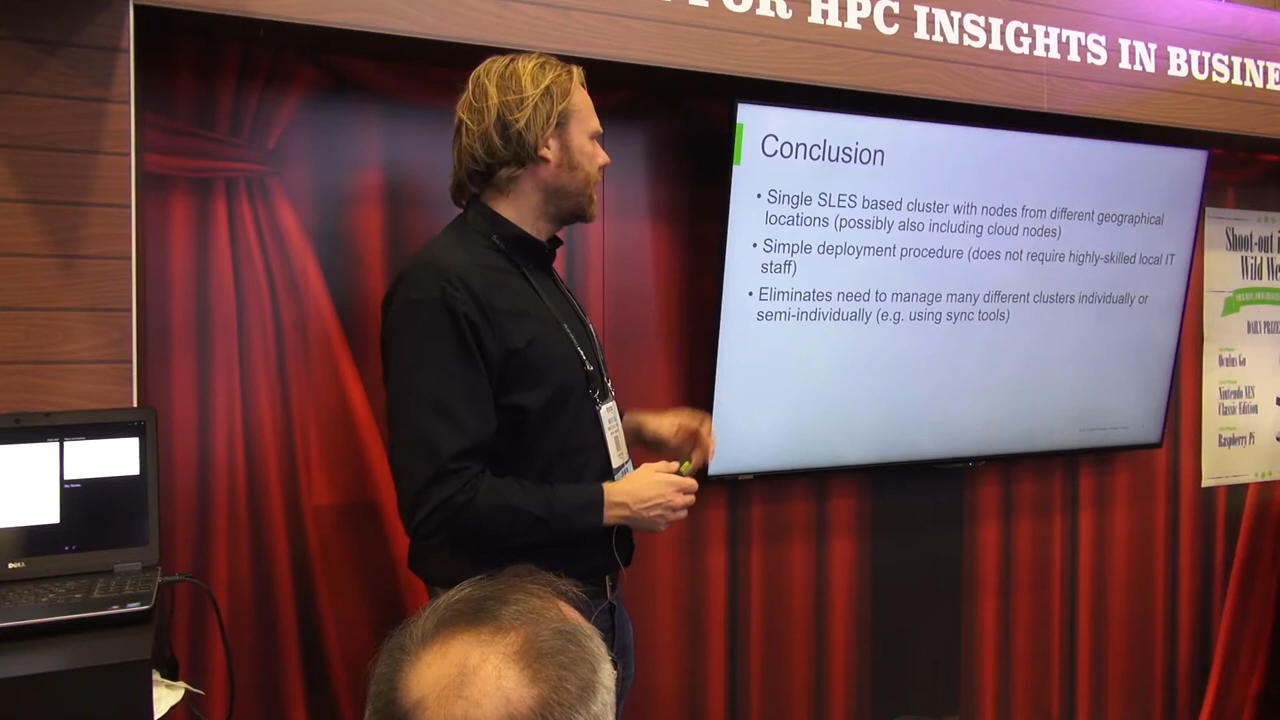 FOR HPC INSIGHTS IN BUSINE
Conclusion
• Single SLES based cluster with nodes from different geographical
locations (possibly also including cloud nodes)
• Simple deployment procedure (does not require highly-skilled local IT
staff)
• Eliminates need to manage many different clusters individually or
semi-individually (e.g. using sync tools)
Shoot-out
Wild We
DAILY PRIZE
Oculus Go
Nintendo NES
Classic Edition
Raspberry Pi
DELL